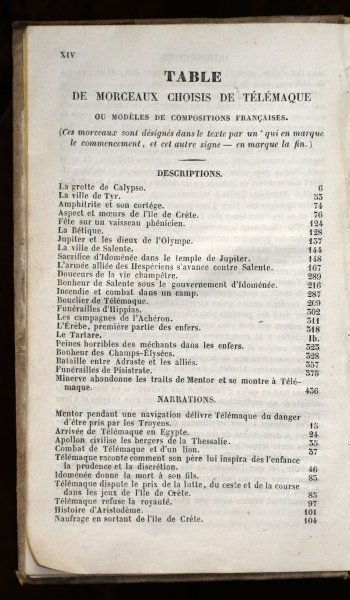 XIV
TABLE
DE MORCEAUX CHOISIS DE TÉLÉMAQUE
OU MODÈLES DE COMPOSITIONS FRANÇAISES.
(Ces morceaux sont désignés dans le texte par un * qui en marque
le commencement, et cet autre signe — en marque la fin.)
DESCRIPTIONS.
La grotte de Calypso. 6
La ville de Tyr. 53
Amphitrite et son cortége. 74
Aspect et mœurs de l'île de Crète. 76
Fête sur un vaisseau phénicien. 124
La Bétique. 128
Jupiter et les dieux de l'Olympe. 137
La ville de Salente. 144
Sacrifice d'Idoménée dans le temple de Jupiter. 148
L'armée alliée des Hespériens s'avance contre Salente. 167
Douceurs de la vie champêtre. 289
Bonheur de Salente sous le gouvernement d'Idoménée. 216
Incendie et combat dans un camp. 287
Bouclier de Télémaque. 269
Funérailles d'Hippias. 302
Les campagnes de l'Achéron. 311
L'Érèbe, première partie des enfers. 318
Le Tartare. Ib.
Peines horribles des méchants dans les enfers. 323
Bonheur des Champs-Élysées. 328
Bataille entre Adraste et les alliés. 357
Funérailles de Pisistrate. 375
Minerve abandonne les traits de Mentor et se montre à Télé-
maque. 436
NARRATIONS.
Mentor pendant une navigation délivre Télémaque du danger
d'être pris par les Troyens. 15
Arrivée de Télémaque en Egypte. 24
Apollon civilise les bergers de la Thessalie. 35
Combat de Télémaque et d'un lion. 37
Télémaque raconte comment son père lui inspira dès l'enfance
la prudence et la discrétion. 46
Idoménée donne la mort à son fils. 83
Télémaque dispute le prix de la lutte, du ceste et de la course
dans les jeux de l'île de Crète. 85
Télémaque refuse la royauté. 97
Histoire d'Aristodème. 101
Naufrage en sortant de l'île de Crète. 104